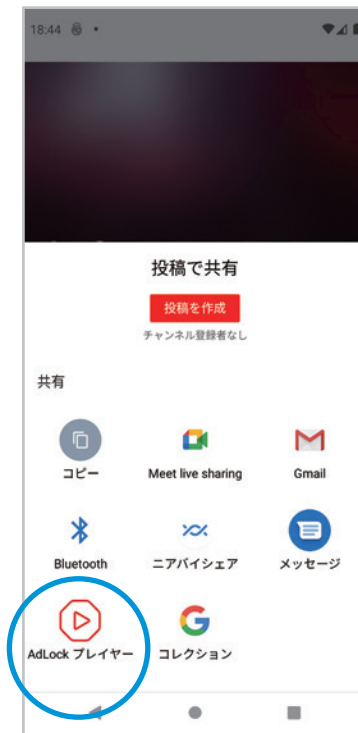 18:44
投稿で共有
投稿を作成
チャンネル登録者なし
共有
コピー
Meet live sharing
Gmail
Bluetooth
ニアバイシェア
メッセージ
AdLock プレイヤー
コレクション